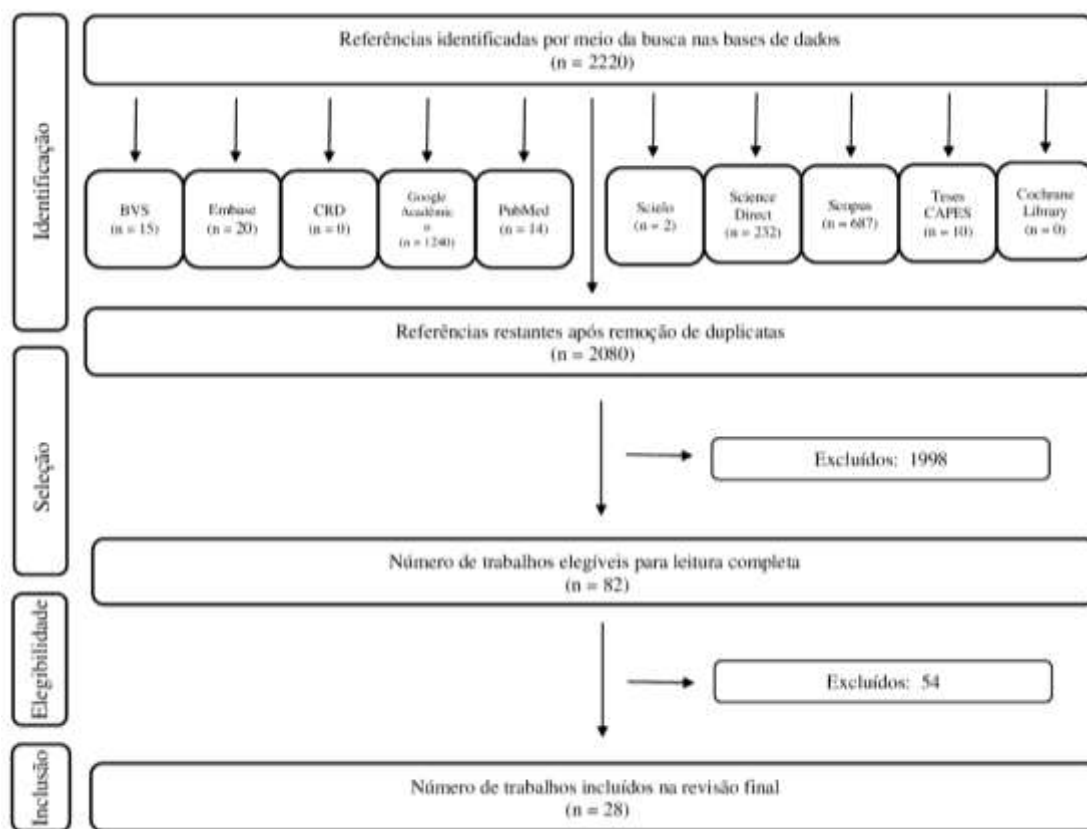 Identificação
Referências identificadas por meio da busca nas bases de dados
(n = 2220)
BVS
(n = 15)
Embase
(n = 20)
CRD
(n = 0)
Google
Acadêmic
o
(n = 1240)
PubMed
(n = 14)
Scielo
(n = 2)
Science
Direct
(n = 232)
Scopus
(n = 687)
Teses
CAPES
(n = 10)
Cochrane
Library
(n = 0)
Referências restantes após remoção de duplicatas
(n = 2080)
Seleção
Excluídos: 1998
Número de trabalhos elegíveis para leitura completa
(n = 82)
Elegibilidade
Excluídos: 54
Inclusão
Número de trabalhos incluídos na revisão final
(n = 28)